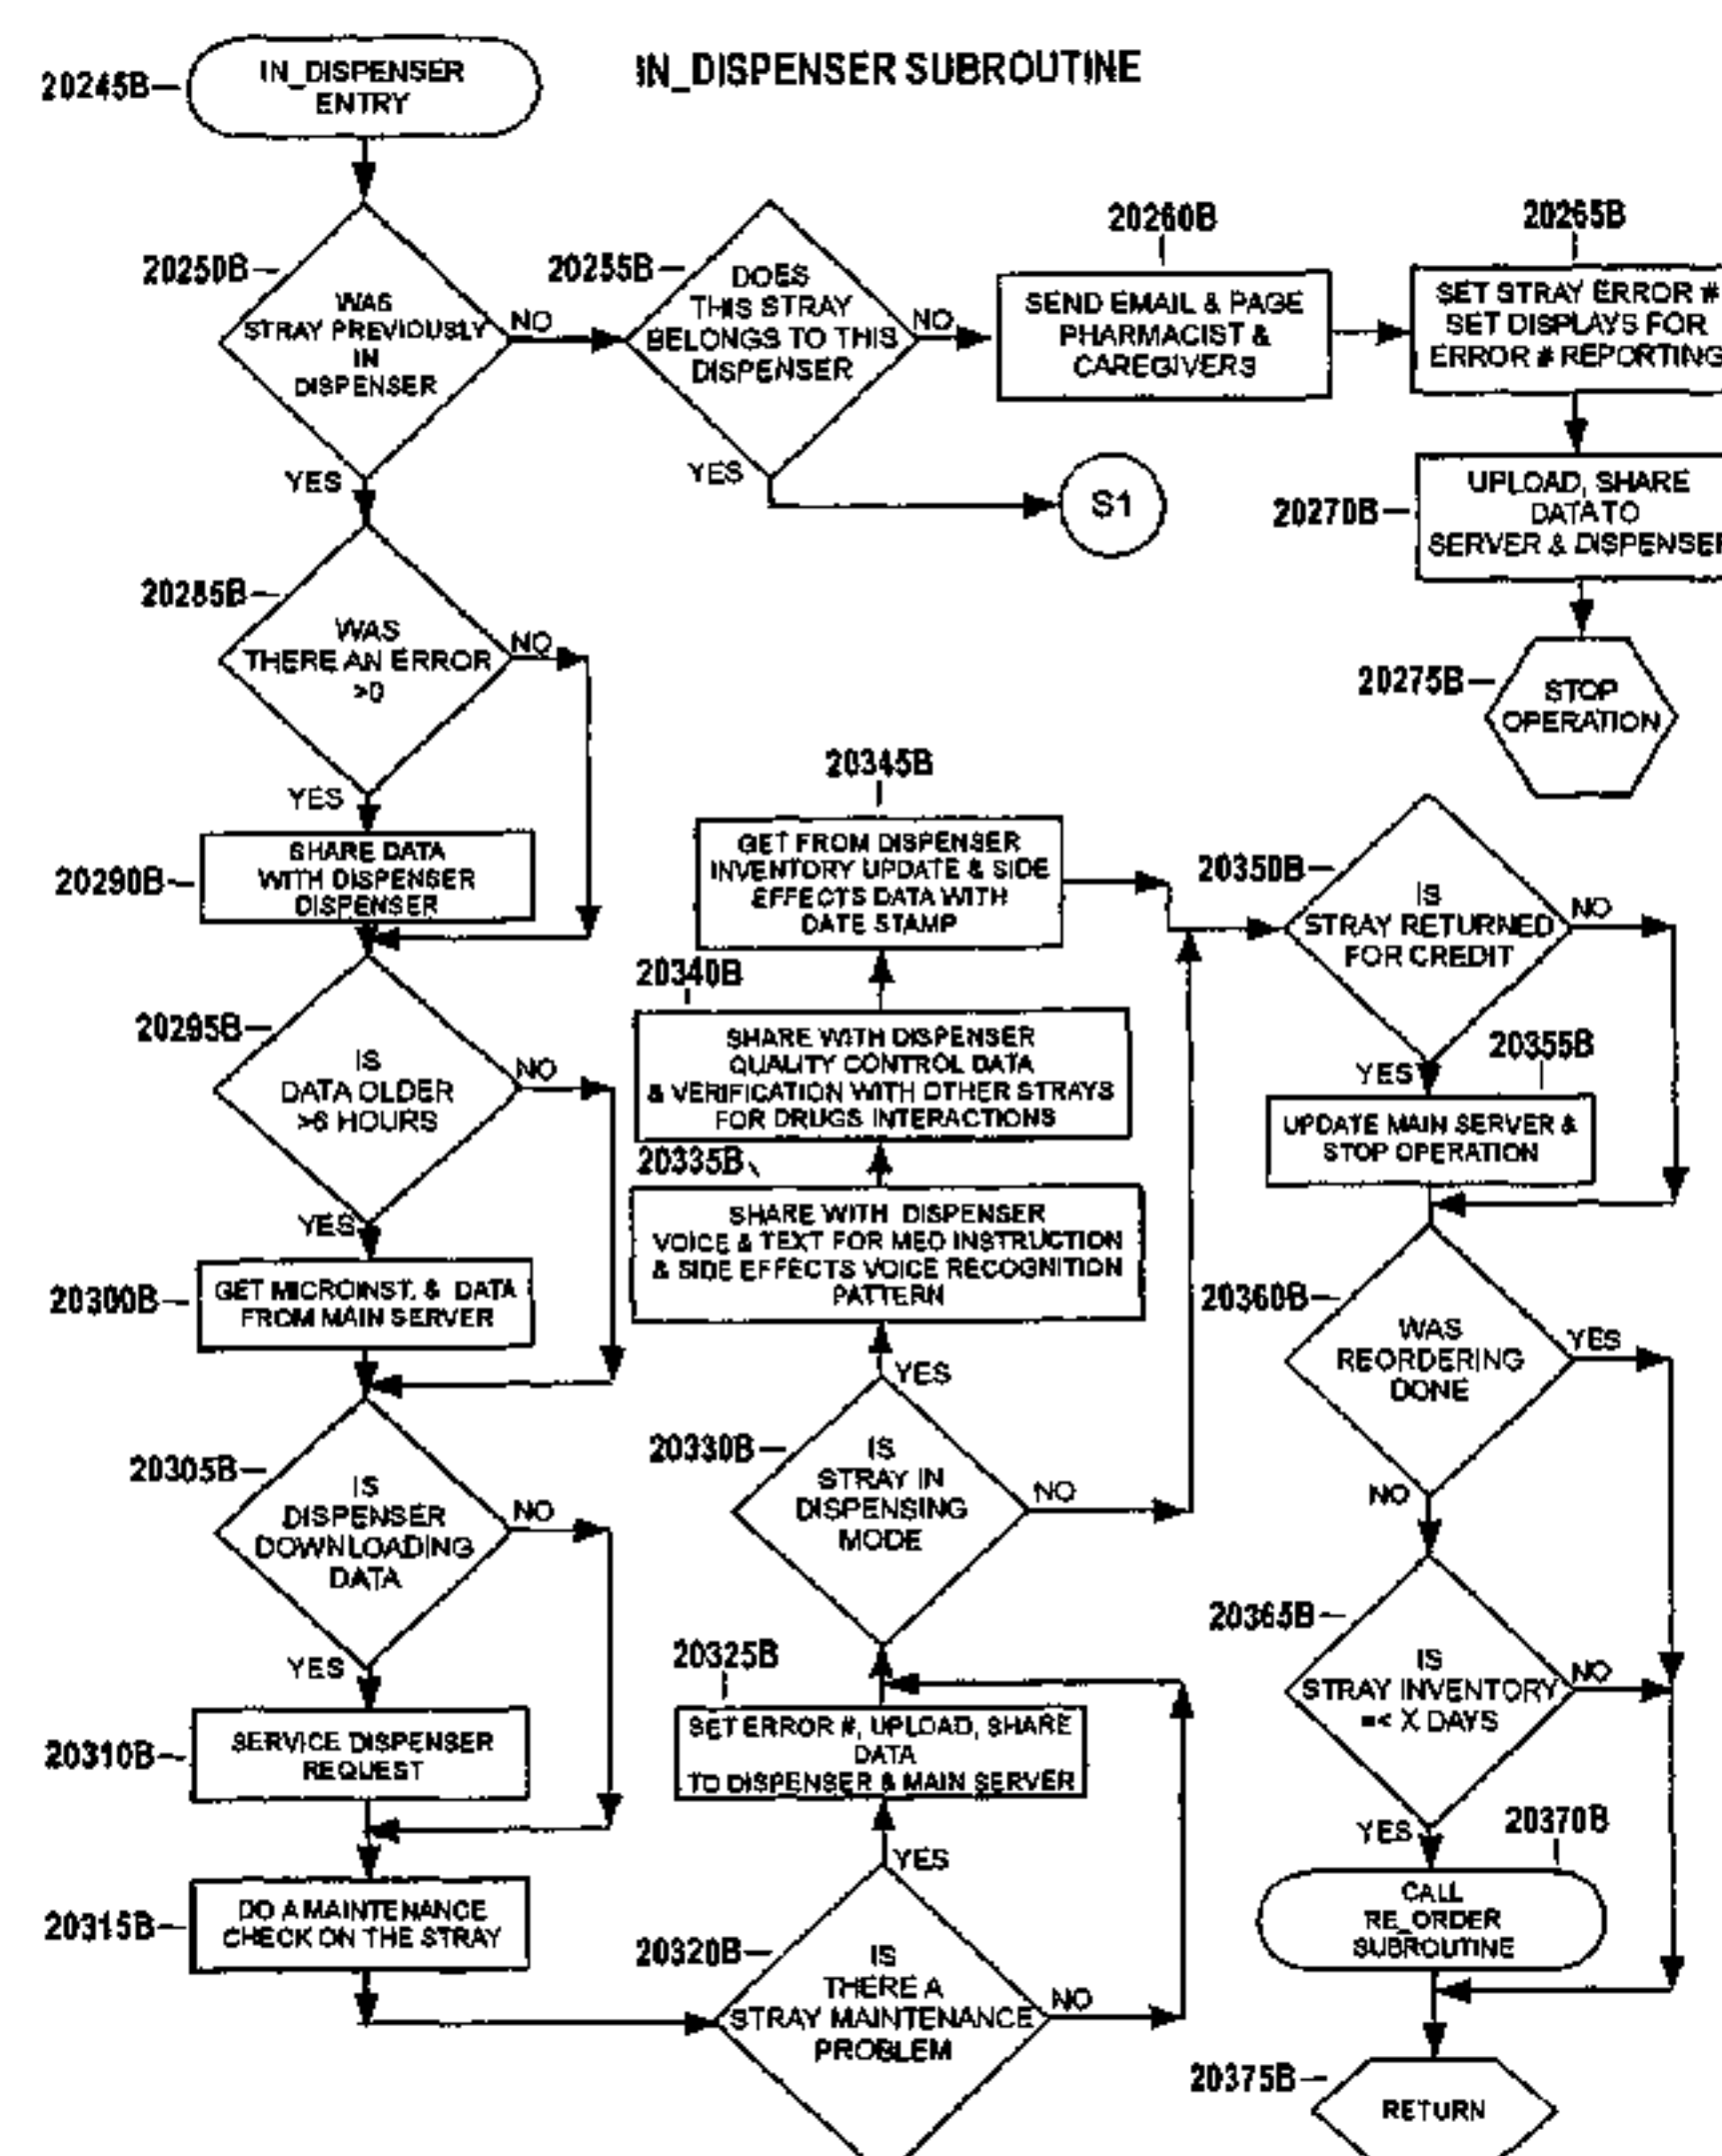 IN_DISPENSER SUBROUTINE
20245B
IN_DISPENSER
ENTRY
20250B
WAS
STRAY PREVIOUSLY
IN
DISPENSER
NO
YES
20255B
DOES
THIS STRAY
BELONGS TO THIS
DISPENSER
NO
YES
S1
20260B
SEND EMAIL & PAGE
PHARMACIST &
CAREGIVERS
20265B
SET STRAY ERROR #
SET DISPLAYS FOR
ERROR # REPORTING
20270B
UPLOAD, SHARE
DATA TO
SERVER & DISPENSER
20275B
STOP
OPERATION
20285B
WAS
THERE AN ERROR
>0
NO
YES
20290B
SHARE DATA
WITH DISPENSER
DISPENSER
20295B
IS
DATA OLDER
>6 HOURS
NO
YES
20300B
GET MICROINST. & DATA
FROM MAIN SERVER
20305B
IS
DISPENSER
DOWNLOADING
DATA
NO
YES
20310B
SERVICE DISPENSER
REQUEST
20315B
DO A MAINTENANCE
CHECK ON THE STRAY
20320B
IS
THERE A
STRAY MAINTENANCE
PROBLEM
NO
YES
20325B
SET ERROR #, UPLOAD, SHARE
DATA
TO DISPENSER & MAIN SERVER
20330B
IS
STRAY IN
DISPENSING
MODE
NO
YES
20335B
SHARE WITH DISPENSER
VOICE & TEXT FOR MED INSTRUCTION
& SIDE EFFECTS VOICE RECOGNITION
PATTERN
20340B
SHARE WITH DISPENSER
QUALITY CONTROL DATA
& VERIFICATION WITH OTHER STRAYS
FOR DRUGS INTERACTIONS
20345B
GET FROM DISPENSER
INVENTORY UPDATE & SIDE
EFFECTS DATA WITH
DATE STAMP
20350B
IS
STRAY RETURNED
FOR CREDIT
NO
YES
20355B
UPDATE MAIN SERVER &
STOP OPERATION
20360B
WAS
REORDERING
DONE
YES
NO
20365B
IS
STRAY INVENTORY
=< X DAYS
NO
YES
20370B
CALL
RE_ORDER
SUBROUTINE
20375B
RETURN